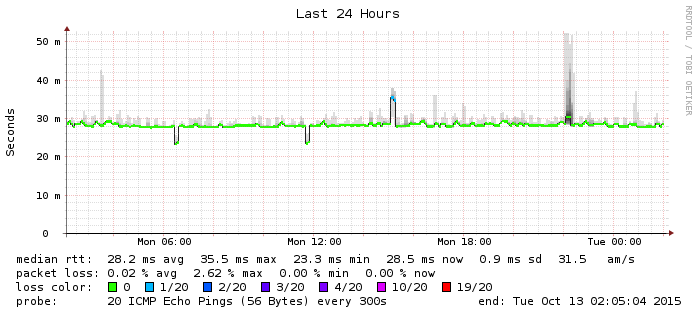 Last 24 Hours
RRDTOOL / TOBI OETIKER
Seconds
50 m
40 m
30 m
20 m
10 m
0
Mon 06:00 Mon 12:00 Mon 18:00 Tue 00:00
median rtt: 28.2 ms avg 35.5 ms max 23.3 ms min 28.5 ms now 0.9 ms sd 31.5 am/s
packet loss: 0.02 % avg 2.62 % max 0.00 % min 0.00 % now
loss color: 0 1/20 2/20 3/20 4/20 10/20 19/20
probe: 20 ICMP Echo Pings (56 Bytes) every 300s end: Tue Oct 13 02:05:04 2015